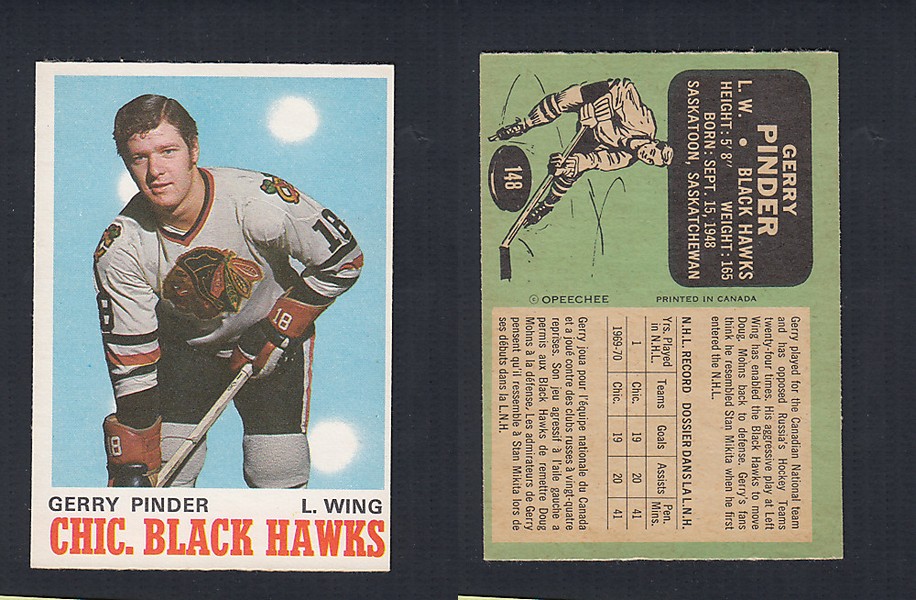 18
18
8
18
GERRY PINDER L. WING
CHIC. BLACK HAWKS
GERRY
PINDER
L. W. • BLACK HAWKS
HEIGHT: 5' 8" WEIGHT: 165
BORN: SEPT. 15, 1948
SASKATOON, SASKATCHEWAN
148
© OPEECHEE PRINTED IN CANADA
Gerry played for the Canadian National team
and has opposed Russia's Hockey Teams
twenty-four times. His aggressive play at Left
Wing has enabled the Black Hawks to move
Doug. Mohns back to defense. Gerry's fans
think he resembled Stan Mikita when he first
entered the N.H.L.
N.H.L. RECORD DOSSIER DANS LA L.N.H.
Yrs. Played in N.H.L. Teams Goals Assists Pen. Mins.
1 Chic. 19 20 41
1969-70 Chic. 19 20 41
Gerry joua pour l'équipe nationale du Canada
et a joué contre des clubs russes à vingt-quatre
reprises. Son jeu agressif à l'aile gauche a
permis aux Black Hawks de remettre Doug
Mohns à la défense. Les admirateurs de Gerry
pensent qu'il ressemble à Stan Mikita lors de
ses débuts dans la L.N.H.